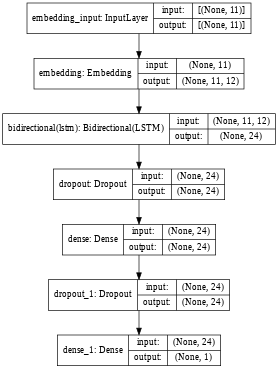 embedding_input: InputLayer
input:
[(None, 11)]
output:
[(None, 11)]
embedding: Embedding
input:
(None, 11)
output:
(None, 11, 12)
bidirectional(lstm): Bidirectional(LSTM)
input:
(None, 11, 12)
output:
(None, 24)
dropout: Dropout
input:
(None, 24)
output:
(None, 24)
dense: Dense
input:
(None, 24)
output:
(None, 24)
dropout_1: Dropout
input:
(None, 24)
output:
(None, 24)
dense_1: Dense
input:
(None, 24)
output:
(None, 1)